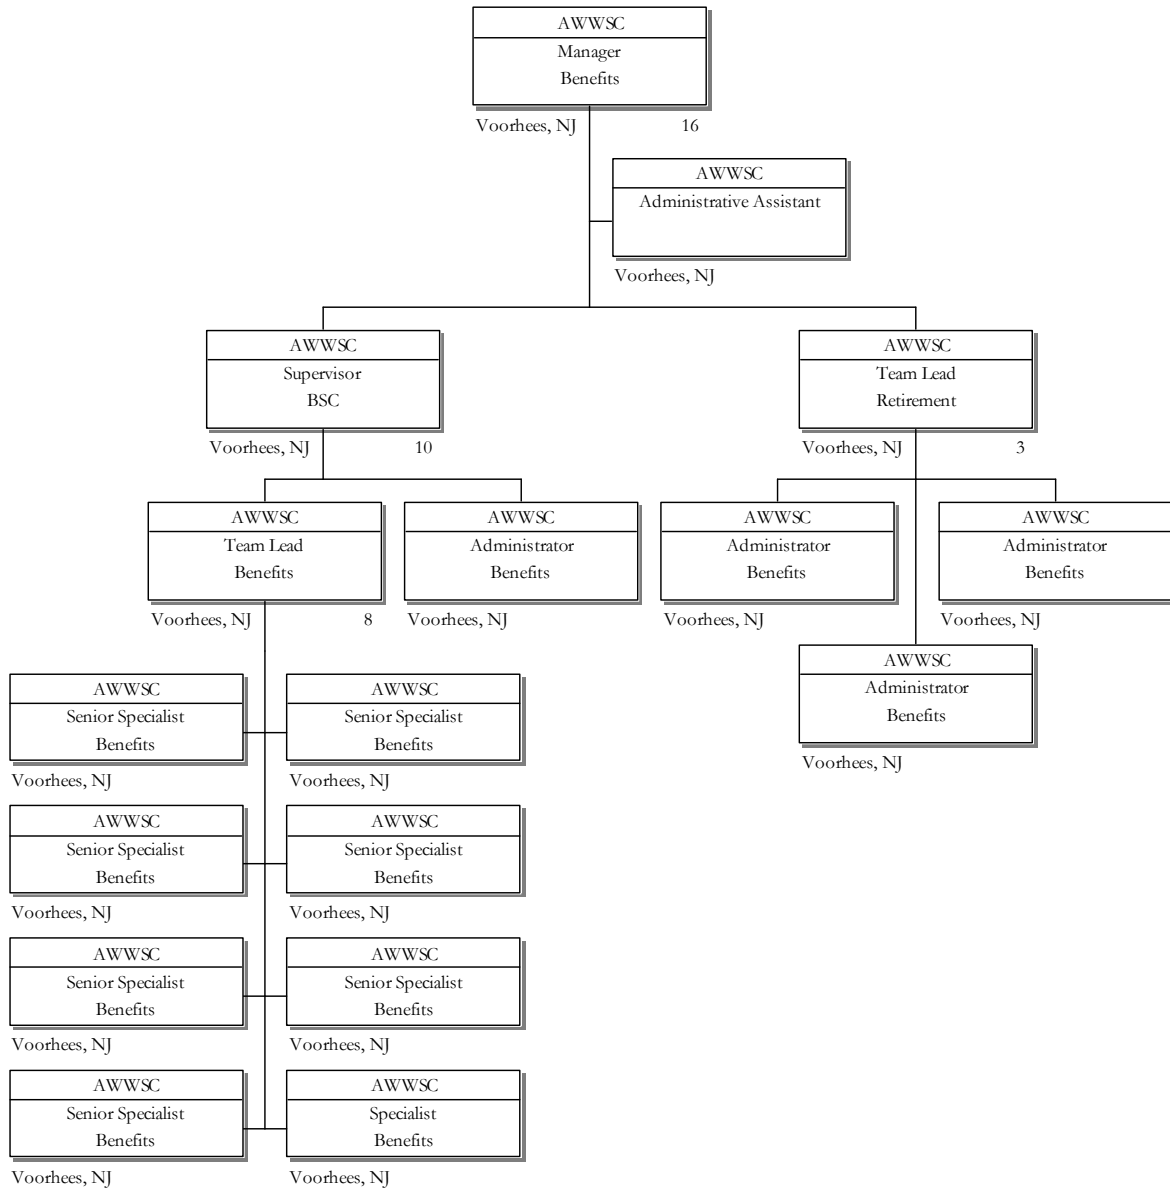 AWWSC
Manager
Benefits
Voorhees, NJ 16
AWWSC
Administrative Assistant
Voorhees, NJ
AWWSC
Supervisor
BSC
Voorhees, NJ 10
AWWSC
Team Lead
Retirement
Voorhees, NJ 3
AWWSC
Team Lead
Benefits
Voorhees, NJ 8
AWWSC
Administrator
Benefits
Voorhees, NJ
AWWSC
Administrator
Benefits
Voorhees, NJ
AWWSC
Administrator
Benefits
Voorhees, NJ
AWWSC
Administrator
Benefits
Voorhees, NJ
AWWSC
Senior Specialist
Benefits
Voorhees, NJ
AWWSC
Senior Specialist
Benefits
Voorhees, NJ
AWWSC
Senior Specialist
Benefits
Voorhees, NJ
AWWSC
Senior Specialist
Benefits
Voorhees, NJ
AWWSC
Senior Specialist
Benefits
Voorhees, NJ
AWWSC
Senior Specialist
Benefits
Voorhees, NJ
AWWSC
Senior Specialist
Benefits
Voorhees, NJ
AWWSC
Specialist
Benefits
Voorhees, NJ